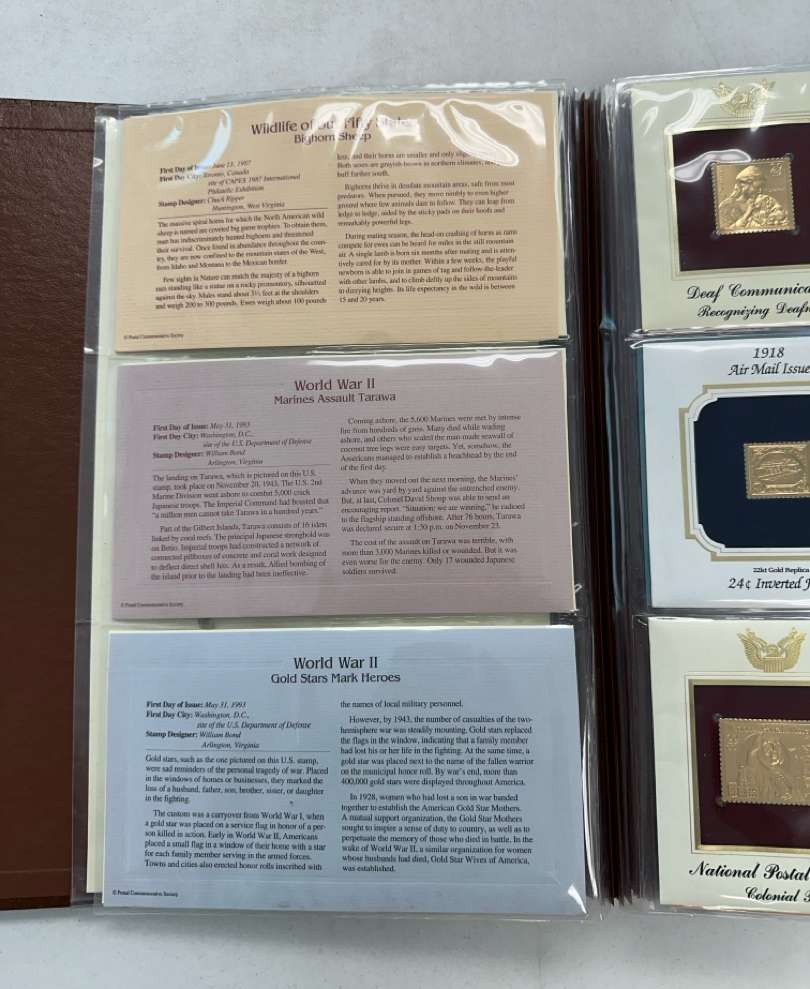 Wildlife of Our Fifty States
Bighorn Sheep
First Day of Issue: June 13, 1987
First Day City: Toronto, Canada
site of CAPEX 1987 International
Philatelic Exhibition
Stamp Designer: Chuck Ripper
Huntington, West Virginia
The massive spiral horns for which the North American wild
sheep is named are coveted big game trophies. To obtain them,
man has indiscriminately hunted bighorns and threatened
their survival. Once found in abundance throughout the coun-
try, they are now confined to the mountain states of the West,
from Idaho and Montana to the Mexican border.
Few sights in Nature can match the majesty of a bighorn
ram standing like a statue on a rocky promontory, silhouetted
against the sky. Males stand about 3½ feet at the shoulders
and weigh 200 to 300 pounds. Ewes weigh about 100 pounds
less, and their horns are smaller and only slightly
Both sexes are grayish brown in northern climates,
buff further south.
Bighorns thrive in desolate mountain areas, safe from most
predators. When pursued, they move nimbly to even higher
ground where few animals dare to follow. They can leap from
ledge to ledge, aided by the sticky pads on their hoofs and
remarkably powerful legs.
During mating season, the head-on crashing of horns as rams
compete for ewes can be heard for miles in the still mountain
air. A single lamb is born six months after mating and is atten-
tively cared for by its mother. Within a few weeks, the playful
newborn is able to join in games of tag and follow-the-leader
with other lambs, and to climb deftly up the sides of mountains
to dizzying heights. Its life expectancy in the wild is between
15 and 20 years.
© Postal Commemorative Society
World War II
Marines Assault Tarawa
First Day of Issue: May 31, 1993
First Day City: Washington, D.C.,
site of the U.S. Department of Defense
Stamp Designer: William Bond
Arlington, Virginia
The landing on Tarawa, which is pictured on this U.S.
stamp, took place on November 20, 1943. The U.S. 2nd
Marine Division went ashore to combat 5,000 crack
Japanese troops. The Imperial Command had boasted that
"a million men cannot take Tarawa in a hundred years."
Part of the Gilbert Islands, Tarawa consists of 16 islets
linked by coral reefs. The principal Japanese stronghold was
on Betio. Imperial troops had constructed a network of
connected pillboxes of concrete and coral work designed
to deflect direct shell hits. As a result, Allied bombing of
the island prior to the landing had been ineffective.
Coming ashore, the 5,600 Marines were met by intense
fire from hundreds of guns. Many died while wading
ashore, and others who scaled the man-made seawall of
coconut tree logs were easy targets. Yet, somehow, the
Americans managed to establish a beachhead by the end
of the first day.
When they moved out the next morning, the Marines'
advance was yard by yard against the entrenched enemy.
But, at last, Colonel David Shoup was able to send an
encouraging report. "Situation: we are winning," he radioed
to the flagship standing offshore. After 76 hours, Tarawa
was declared secure at 1:30 p.m. on November 23.
The cost of the assault on Tarawa was terrible, with
more than 3,000 Marines killed or wounded. But it was
even worse for the enemy. Only 17 wounded Japanese
soldiers survived.
© Postal Commemorative Society
World War II
Gold Stars Mark Heroes
First Day of Issue: May 31, 1993
First Day City: Washington, D.C.,
site of the U.S. Department of Defense
Stamp Designer: William Bond
Arlington, Virginia
Gold stars, such as the one pictured on this U.S. stamp,
were sad reminders of the personal tragedy of war. Placed
in the windows of homes or businesses, they marked the
loss of a husband, father, son, brother, sister, or daughter
in the fighting.
The custom was a carryover from World War I, when
a gold star was placed on a service flag in honor of a per-
son killed in action. Early in World War II, Americans
placed a small flag in a window of their home with a star
for each family member serving in the armed forces.
Towns and cities also erected honor rolls inscribed with
the names of local military personnel.
However, by 1943, the number of casualties of the two-
hemisphere war was steadily mounting. Gold stars replaced
the flags in the window, indicating that a family member
had lost his or her life in the fighting. At the same time, a
gold star was placed next to the name of the fallen warrior
on the municipal honor roll. By war's end, more than
400,000 gold stars were displayed throughout America.
In 1928, women who had lost a son in war banded
together to establish the American Gold Star Mothers.
A mutual support organization, the Gold Star Mothers
sought to inspire a sense of duty to country, as well as to
perpetuate the memory of those who died in battle. In the
wake of World War II, a similar organization for women
whose husbands had died, Gold Star Wives of America,
was established.
© Postal Commemorative Society
Deaf Communica
Recognizing Deafn
1918
Air Mail Issue
22kt Gold Replica
24¢ Inverted J
National Postal
Colonial